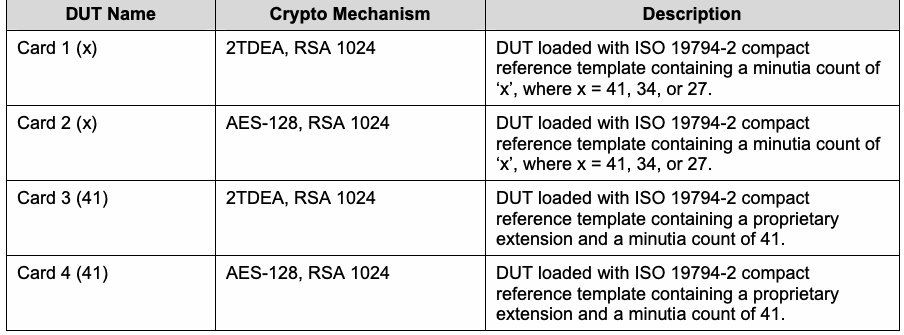 DUT Name Crypto Mechanism Description
Card 1 (x) 2TDEA, RSA 1024 DUT loaded with ISO 19794-2 compact
reference template containing a minutia count of
‘x’, where x = 41, 34, or 27.
Card 2 (x) AES-128, RSA 1024 DUT loaded with ISO 19794-2 compact
reference template containing a minutia count of
‘x’, where x = 41, 34, or 27.
Card 3 (41) 2TDEA, RSA 1024 DUT loaded with ISO 19794-2 compact
reference template containing a proprietary
extension and a minutia count of 41.
Card 4 (41) AES-128, RSA 1024 DUT loaded with ISO 19794-2 compact
reference template containing a proprietary
extension and a minutia count of 41.